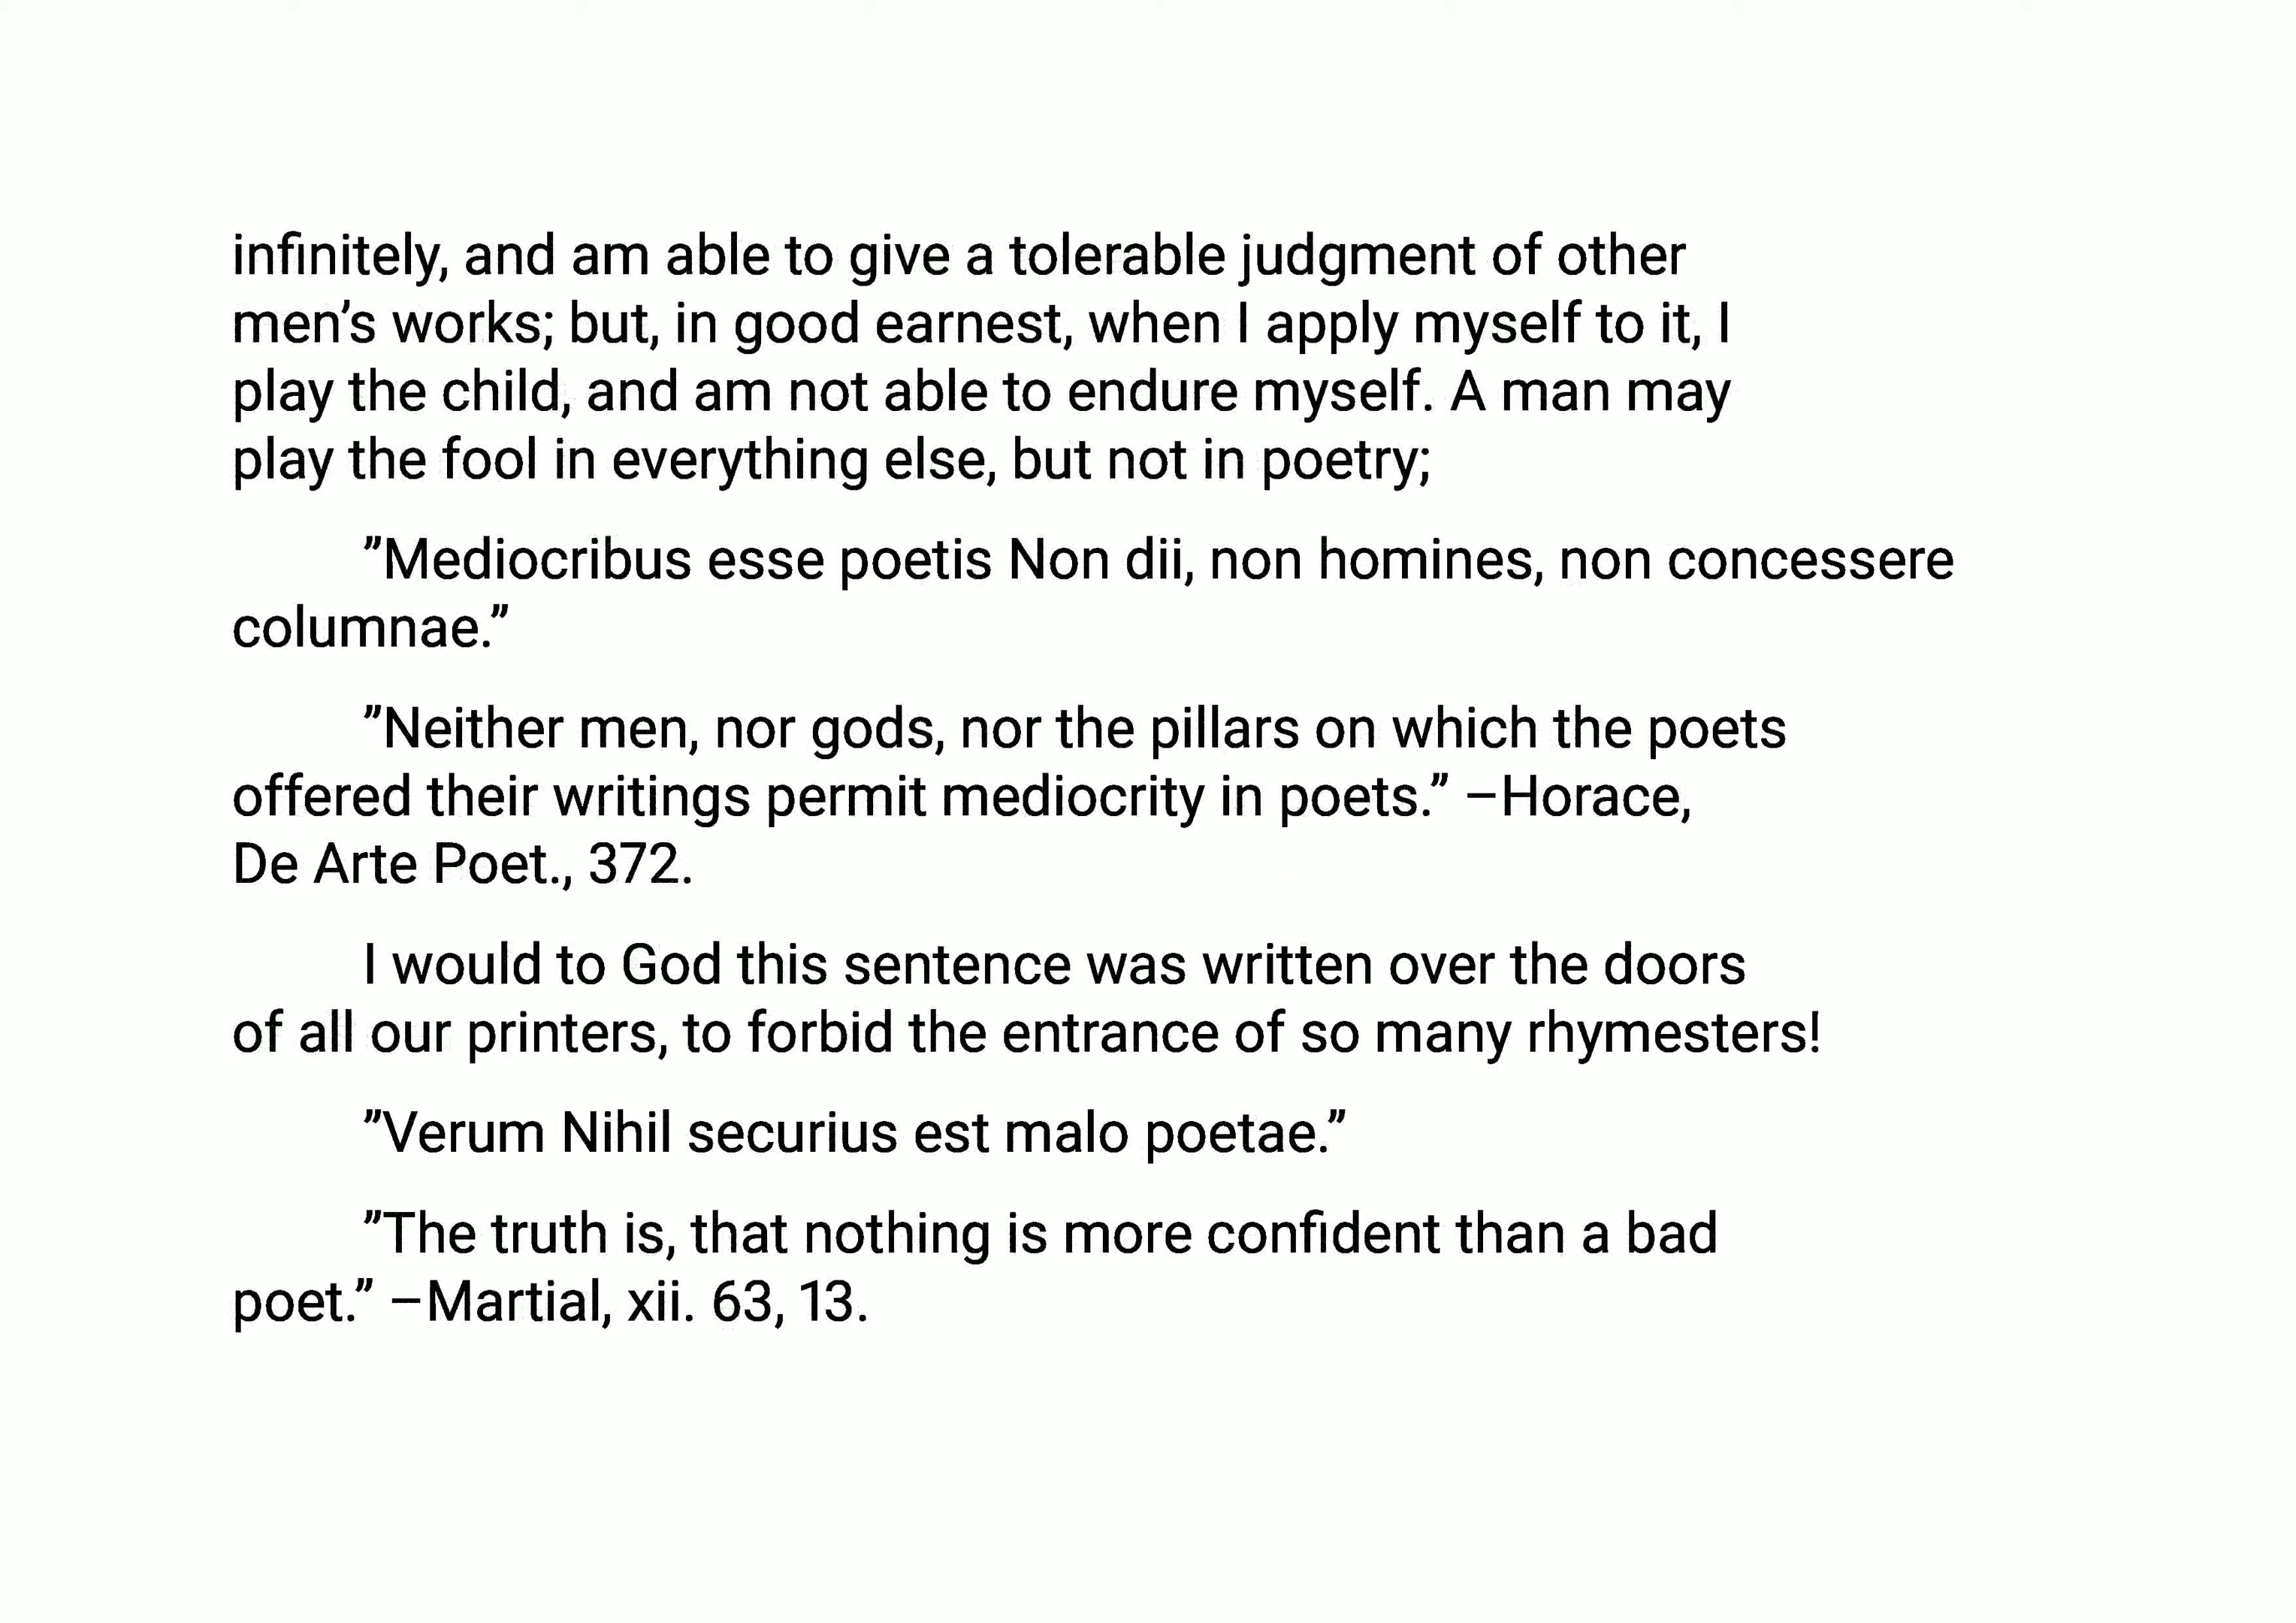 infinitely, and am able to give a tolerable judgment of other
men’s works; but, in good earnest, when I apply myself to it, I
play the child, and am not able to endure myself. A man may
play the fool in everything else, but not in poetry;
”Mediocribus esse poetis Non dii, non homines, non concessere
columnae.”
”Neither men, nor gods, nor the pillars on which the poets
offered their writings permit mediocrity in poets.” –Horace,
De Arte Poet., 372.
I would to God this sentence was written over the doors
of all our printers, to forbid the entrance of so many rhymesters!
”Verum Nihil securius est malo poetae.”
”The truth is, that nothing is more confident than a bad
poet.” –Martial, xii. 63, 13.